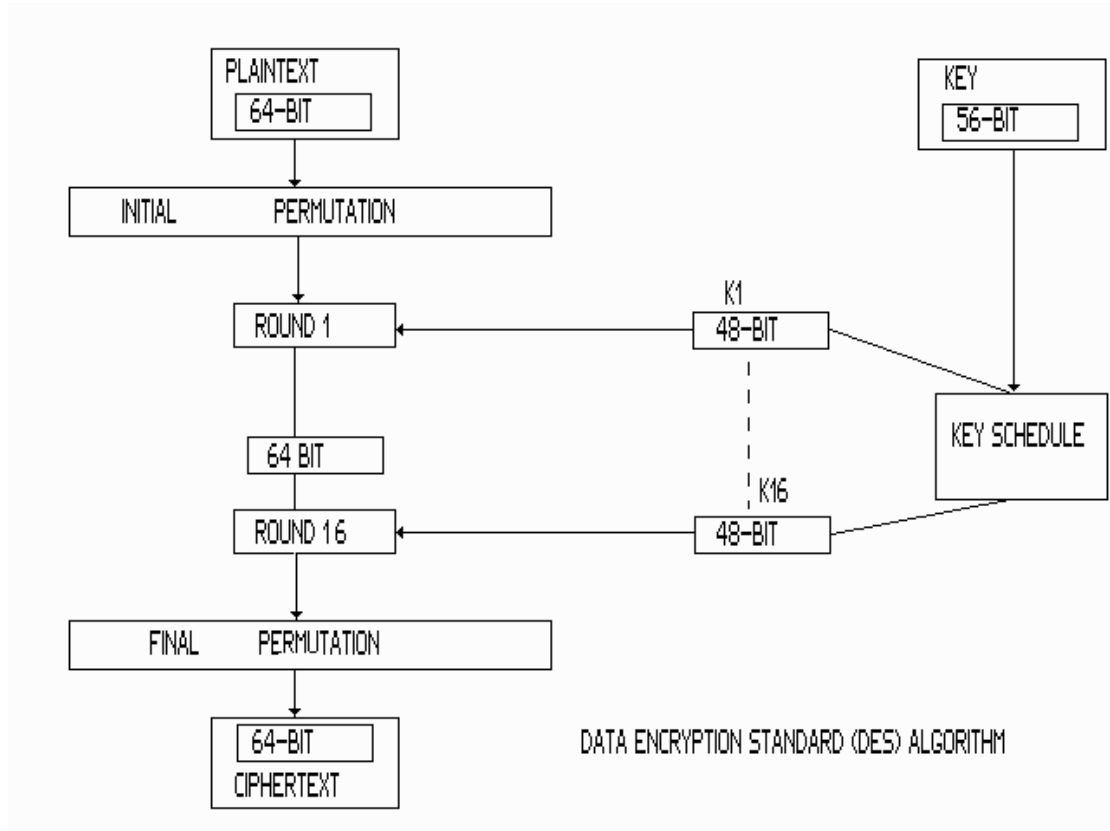 PLAINTEXT
64-BIT
KEY
56-BIT
INITIAL PERMUTATION
K1
ROUND 1
48-BIT
KEY SCHEDULE
64 BIT
K16
ROUND 16
48-BIT
FINAL PERMUTATION
64-BIT
CIPHERTEXT
DATA ENCRYPTION STANDARD (DES) ALGORITHM